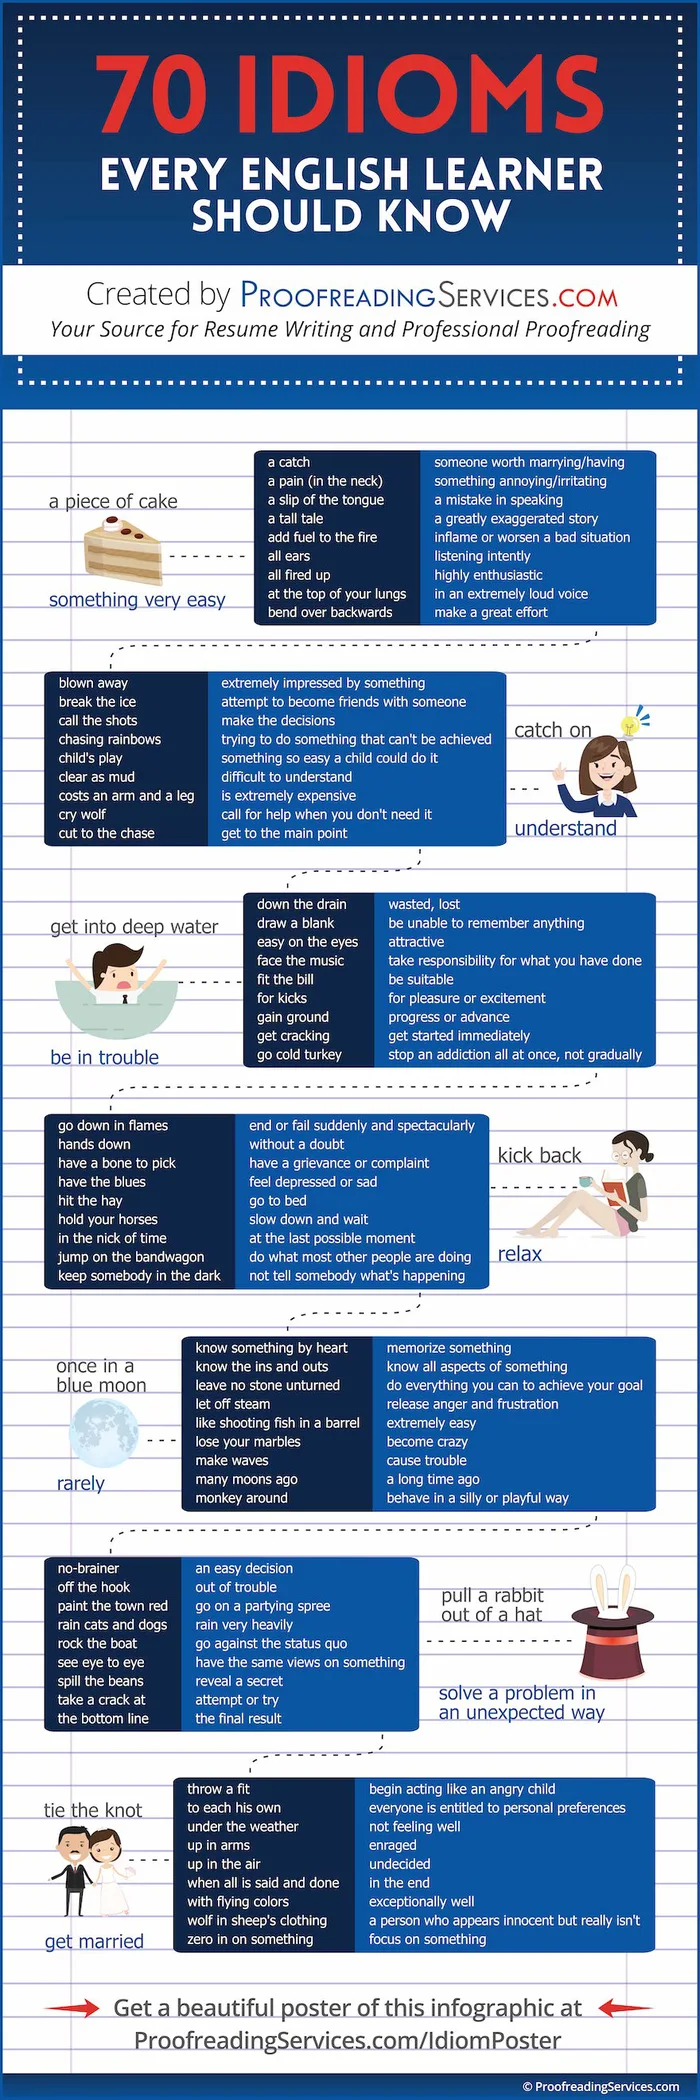 70 IDIOMS
EVERY ENGLISH LEARNER
SHOULD KNOW
Created by PROOFREADINGSERVICES.COM
Your Source for Resume Writing and Professional Proofreading
a piece of cake
something very easy
a catch someone worth marrying/having
a pain (in the neck) something annoying/irritating
a slip of the tongue a mistake in speaking
a tall tale a greatly exaggerated story
add fuel to the fire inflame or worsen a bad situation
all ears listening intently
all fired up highly enthusiastic
at the top of your lungs in an extremely loud voice
bend over backwards make a great effort
blown away extremely impressed by something
break the ice attempt to become friends with someone
call the shots make the decisions
chasing rainbows trying to do something that can't be achieved
child's play something so easy a child could do it
clear as mud difficult to understand
costs an arm and a leg is extremely expensive
cry wolf call for help when you don't need it
cut to the chase get to the main point
catch on
understand
get into deep water
be in trouble
down the drain wasted, lost
draw a blank be unable to remember anything
easy on the eyes attractive
face the music take responsibility for what you have done
fit the bill be suitable
for kicks for pleasure or excitement
gain ground progress or advance
get cracking get started immediately
go cold turkey stop an addiction all at once, not gradually
go down in flames end or fail suddenly and spectacularly
hands down without a doubt
have a bone to pick have a grievance or complaint
have the blues feel depressed or sad
hit the hay go to bed
hold your horses slow down and wait
in the nick of time at the last possible moment
jump on the bandwagon do what most other people are doing
keep somebody in the dark not tell somebody what's happening
kick back
relax
once in a
blue moon
rarely
know something by heart memorize something
know the ins and outs know all aspects of something
leave no stone unturned do everything you can to achieve your goal
let off steam release anger and frustration
like shooting fish in a barrel extremely easy
lose your marbles become crazy
make waves cause trouble
many moons ago a long time ago
monkey around behave in a silly or playful way
no-brainer an easy decision
off the hook out of trouble
paint the town red go on a partying spree
rain cats and dogs rain very heavily
rock the boat go against the status quo
see eye to eye have the same views on something
spill the beans reveal a secret
take a crack at attempt or try
the bottom line the final result
pull a rabbit
out of a hat
solve a problem in
an unexpected way
tie the knot
get married
throw a fit begin acting like an angry child
to each his own everyone is entitled to personal preferences
under the weather not feeling well
up in arms enraged
up in the air undecided
when all is said and done in the end
with flying colors exceptionally well
wolf in sheep's clothing a person who appears innocent but really isn't
zero in on something focus on something
Get a beautiful poster of this infographic at
ProofreadingServices.com/IdiomPoster
© ProofreadingServices.com